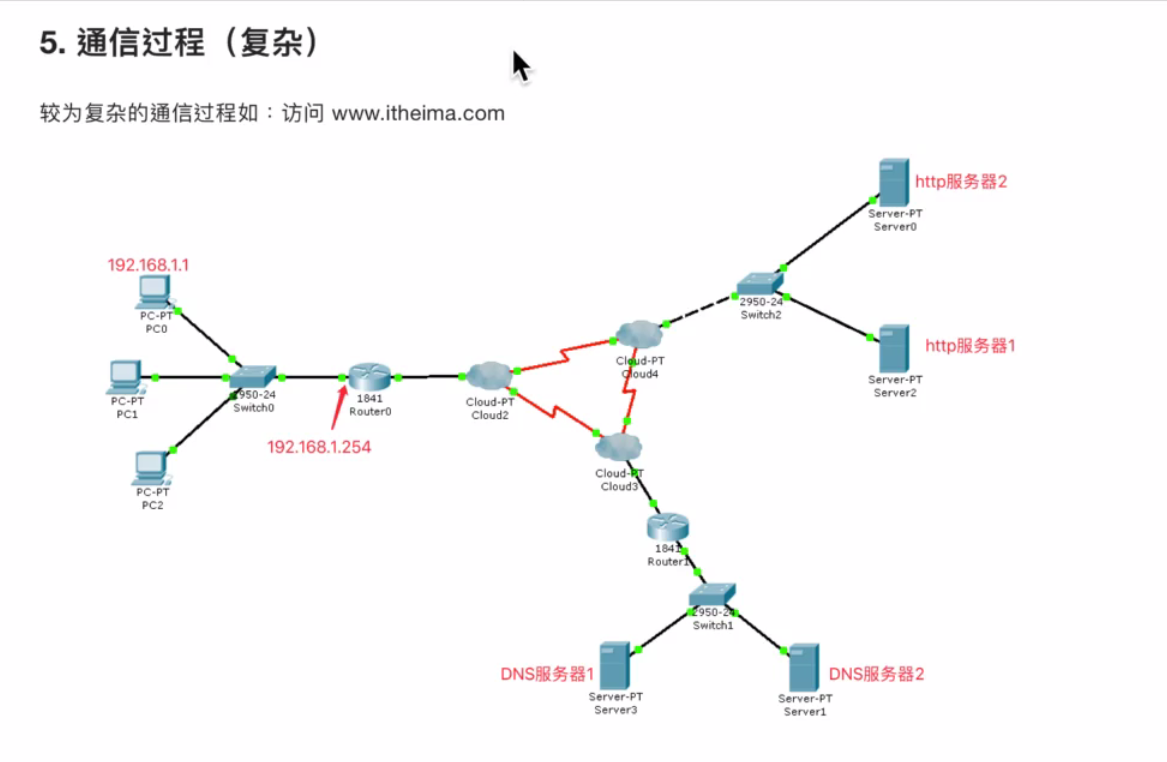 5. 通信过程（复杂）
较为复杂的通信过程如：访问 www.itheima.com
http服务器2
Server-PT
Server0
192.168.1.1
PC-PT
PC0
2950-24
Switch2
http服务器1
Server-PT
Server2
Cloud-PT
Cloud4
PC-PT
PC1
2950-24
Switch0
1841
Router0
Cloud-PT
Cloud2
192.168.1.254
Cloud-PT
Cloud3
PC-PT
PC2
1841
Router1
2950-24
Switch1
DNS服务器1
Server-PT
Server3
DNS服务器2
Server-PT
Server1